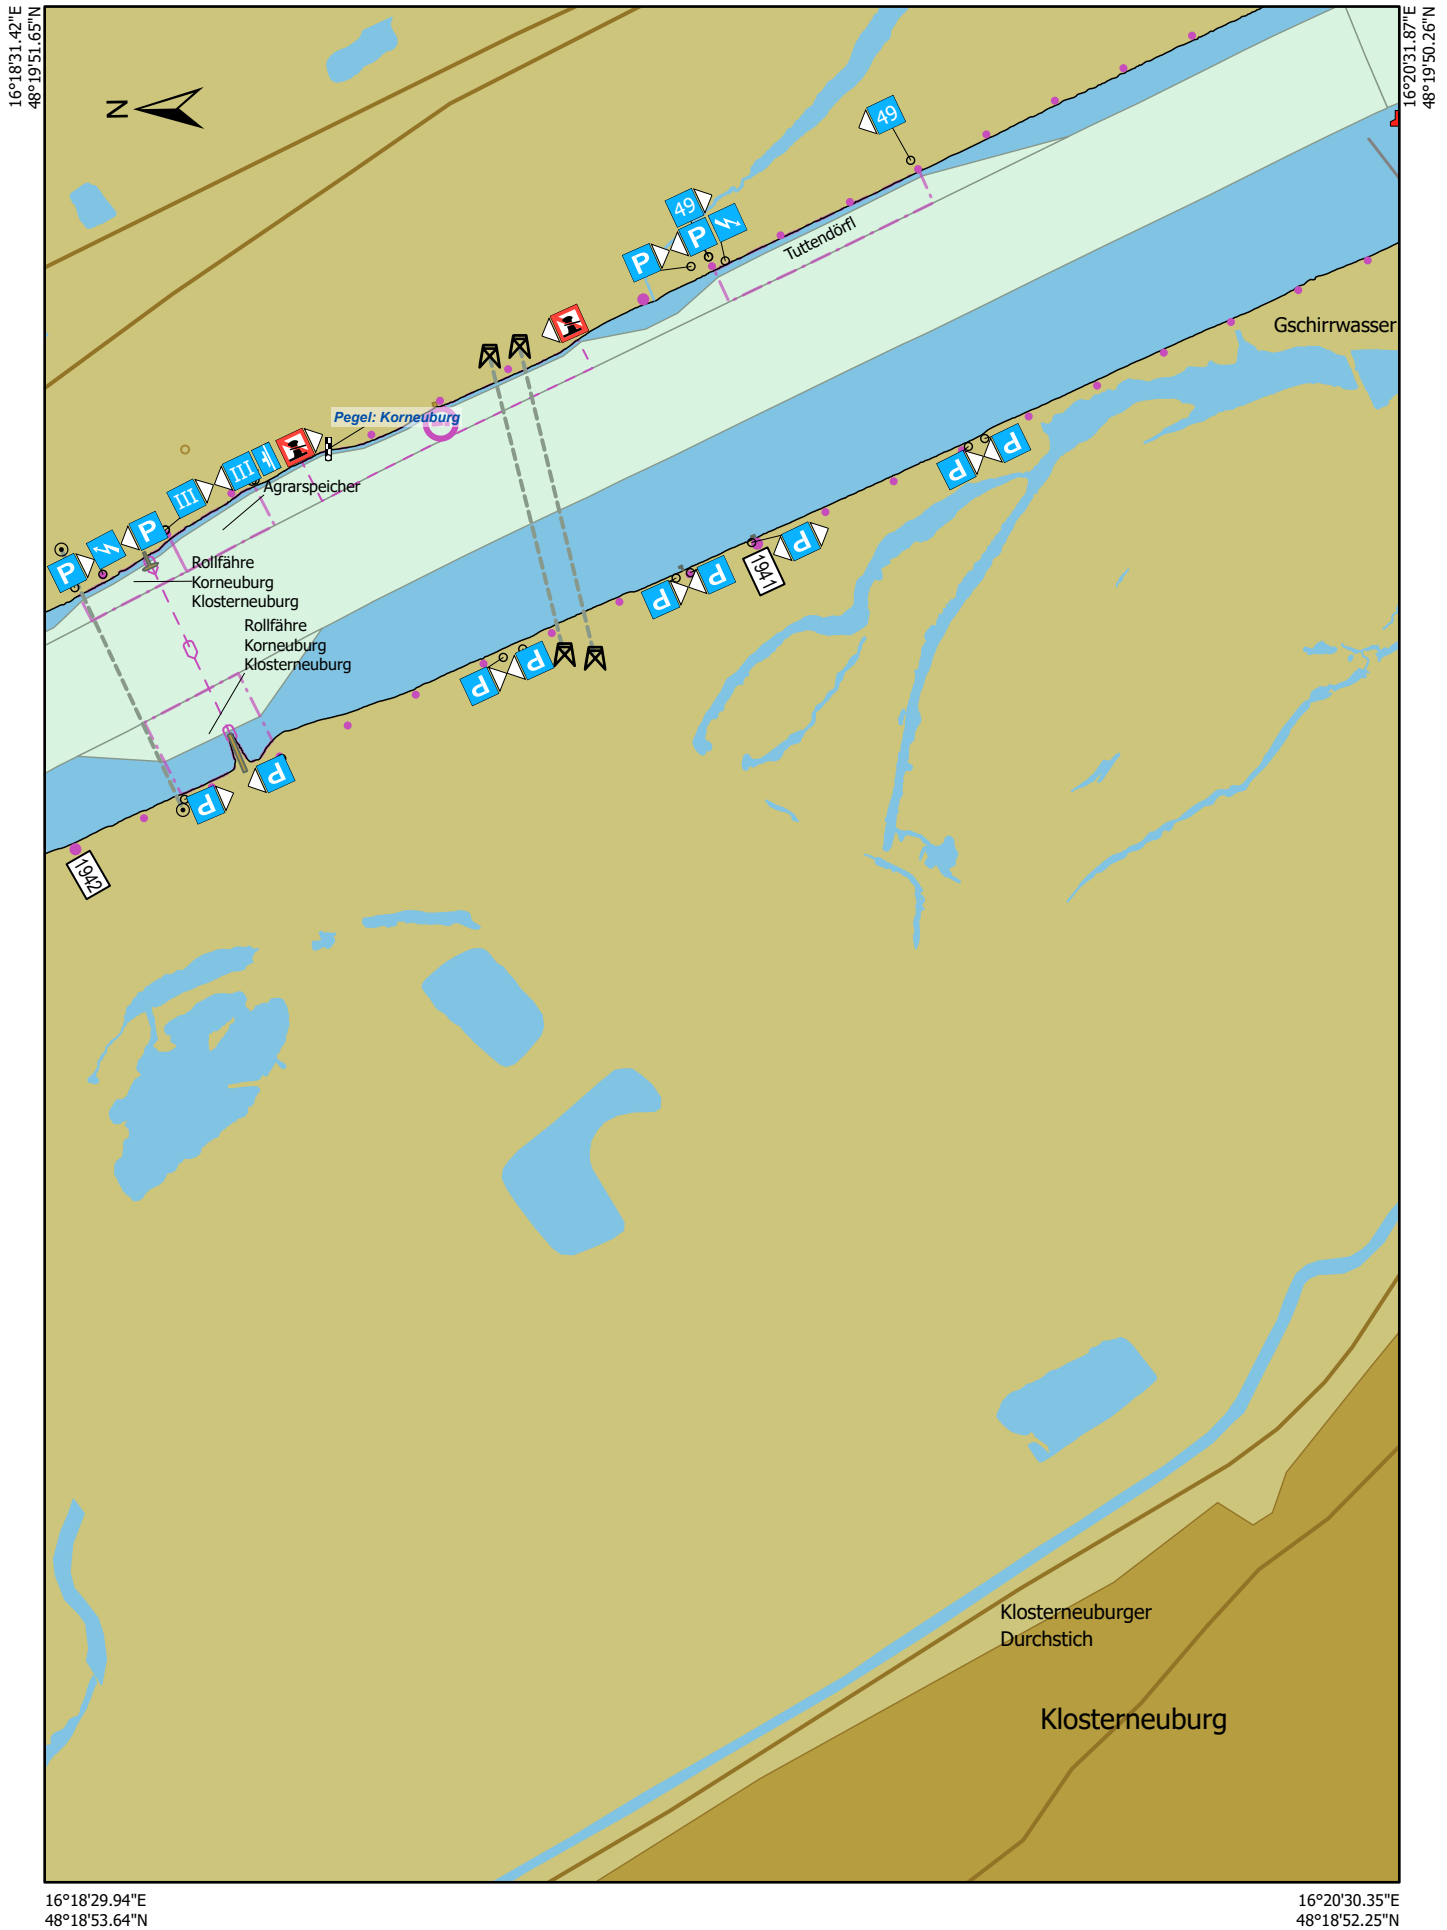 16°18'31.42"E
48°19'51.65"N
16°20'31.87"E
48°19'50.26"N
N
49
49
P
P
Tuttendörfl
Gschirrwasser
Pegel: Korneuburg
III
III
Agrarspeicher
P
P
P
P
Rollfähre
Korneuburg
Klosterneuburg
P
1941
P
P
Rollfähre
Korneuburg
Klosterneuburg
P
P
P
P
1942
Klosterneuburger
Durchstich
Klosterneuburg
16°18'29.94"E
48°18'53.64"N
16°20'30.35"E
48°18'52.25"N